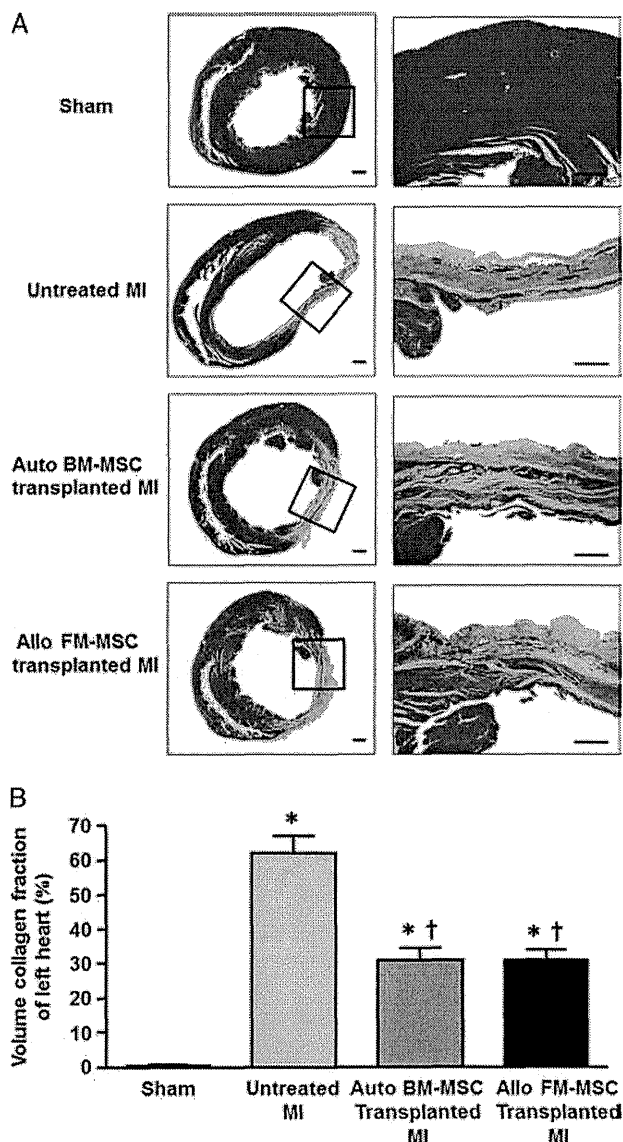 A
Sham
Untreated MI
Auto BM-MSC
transplanted MI
Allo FM-MSC
transplanted MI
B
Volume collagen fraction
of left heart (%)
70
60
50
40
30
20
10
0
*
* †
* †
Sham
Untreated
MI
Auto BM-MSC
Transplanted
MI
Allo FM-MSC
Transplanted
MI